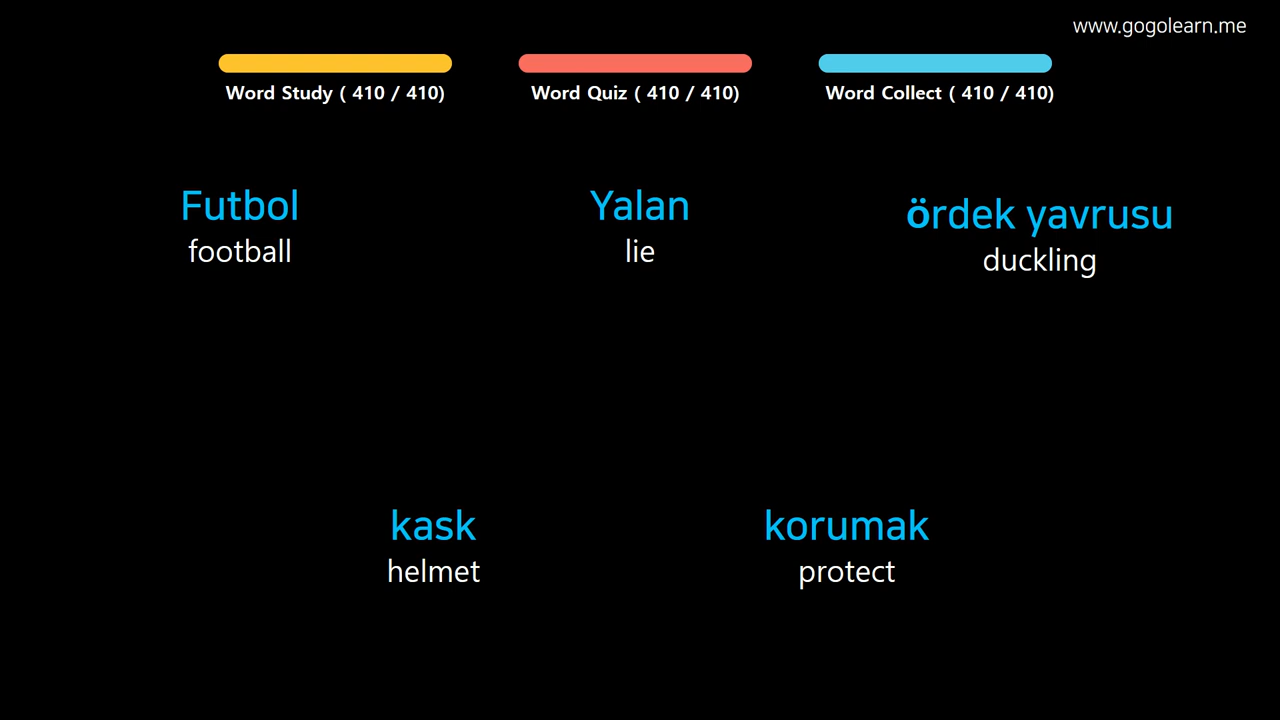 www.gogolearn.me
Word Study ( 410 / 410)
Word Quiz ( 410 / 410)
Word Collect ( 410 / 410)
Futbol
football
Yalan
lie
ördek yavrusu
duckling
kask
helmet
korumak
protect